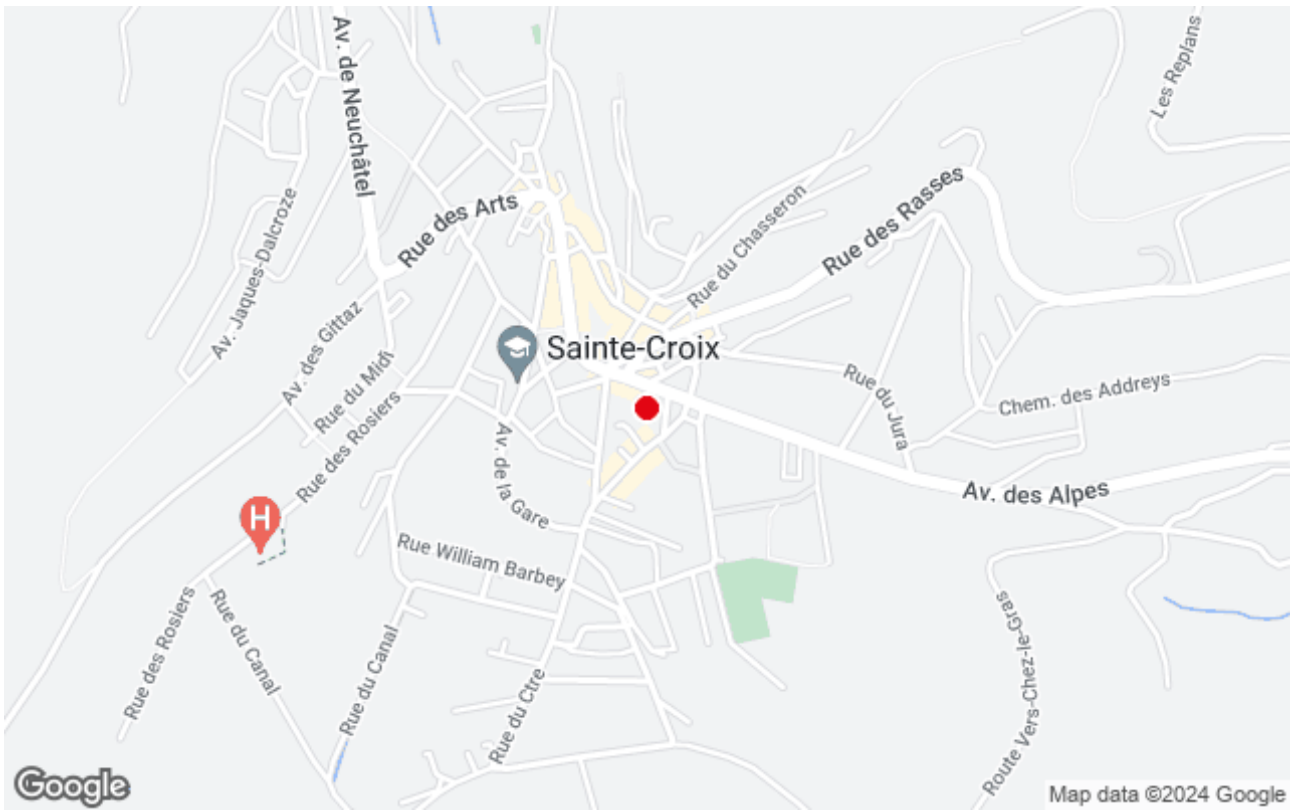 Av. de Neuchâtel
Les Replans
Rue des Arts
Av. Jaques-Dalcroze
Rue du Chasseron
Rue des Rasses
Av. des Gittaz
Sainte-Croix
Rue du Midi
Rue du Jura
Chem. des Addreys
Rue des Rosiers
Av. de la Gare
Av. des Alpes
H
Rue William Barbey
Rue des Rosiers
Rue du Canal
Rue du Canal
Rue du Ctre
Route Vers-Chez-le-Gras
Google
Map data ©2024 Google